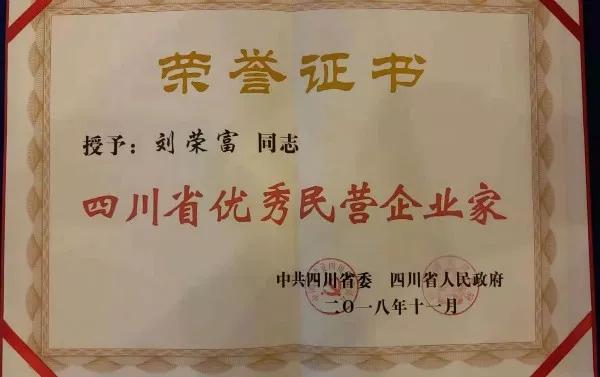 荣誉证书
授予：刘荣富 同志
四川省优秀民营企业家
中共四川省委 四川省人民政府
二〇一八年十一月